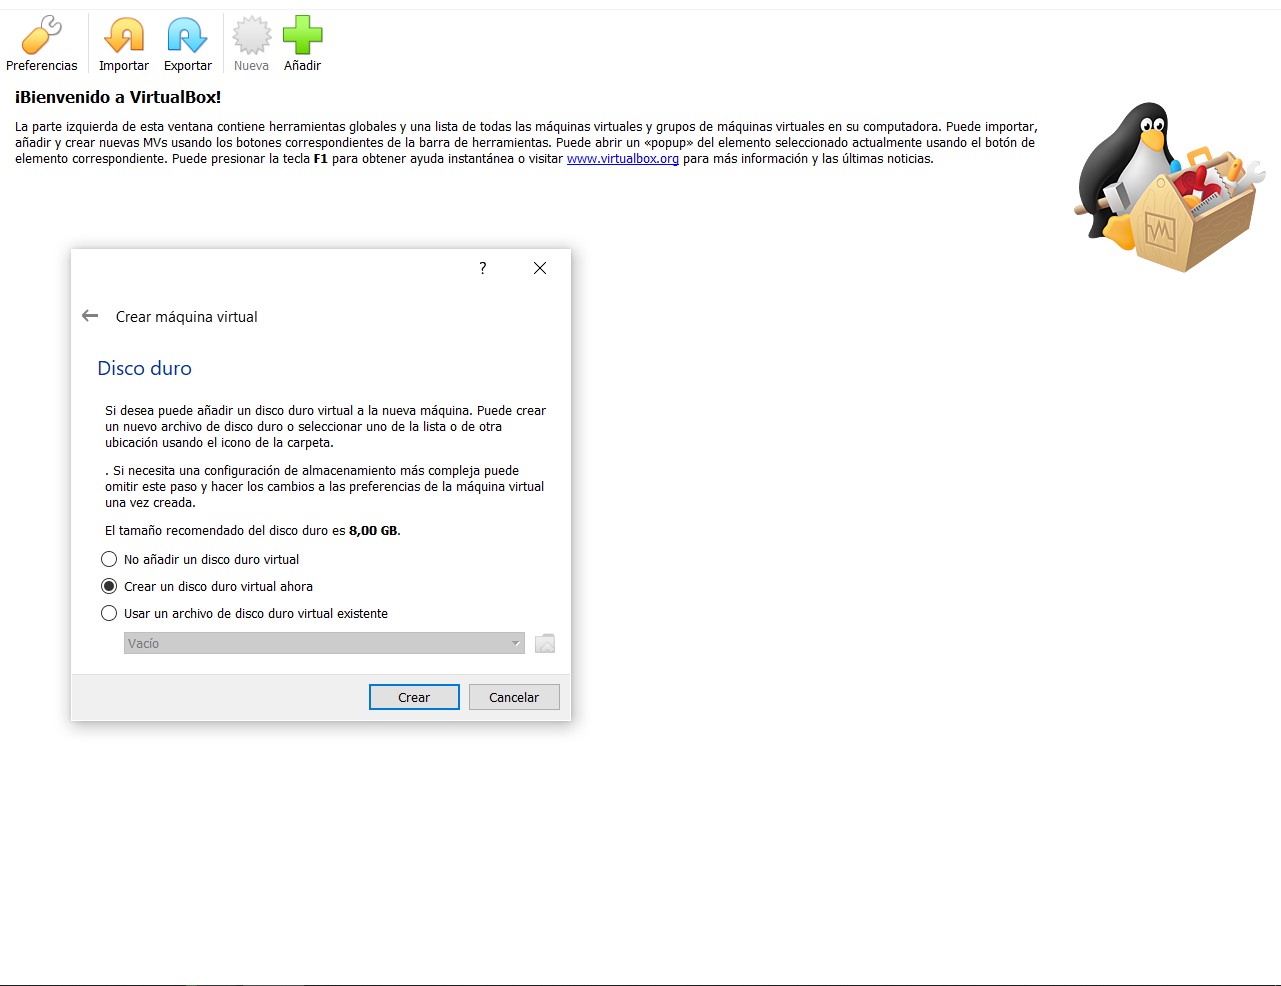 Preferencias Importar Exportar Nueva Añadir
¡Bienvenido a VirtualBox!
La parte izquierda de esta ventana contiene herramientas globales y una lista de todas las máquinas virtuales y grupos de máquinas virtuales en su computadora. Puede importar,
añadir y crear nuevas MVs usando los botones correspondientes de la barra de herramientas. Puede abrir un «popup» del elemento seleccionado actualmente usando el botón de
elemento correspondiente. Puede presionar la tecla F1 para obtener ayuda instantánea o visitar www.virtualbox.org para más información y las últimas noticias.
?
Crear máquina virtual
Disco duro
Si desea puede añadir un disco duro virtual a la nueva máquina. Puede crear
un nuevo archivo de disco duro o seleccionar uno de la lista o de otra
ubicación usando el icono de la carpeta.
. Si necesita una configuración de almacenamiento más compleja puede
omitir este paso y hacer los cambios a las preferencias de la máquina virtual
una vez creada.
El tamaño recomendado del disco duro es 8,00 GB.
No añadir un disco duro virtual
Crear un disco duro virtual ahora
Usar un archivo de disco duro virtual existente
Vacío
Crear Cancelar